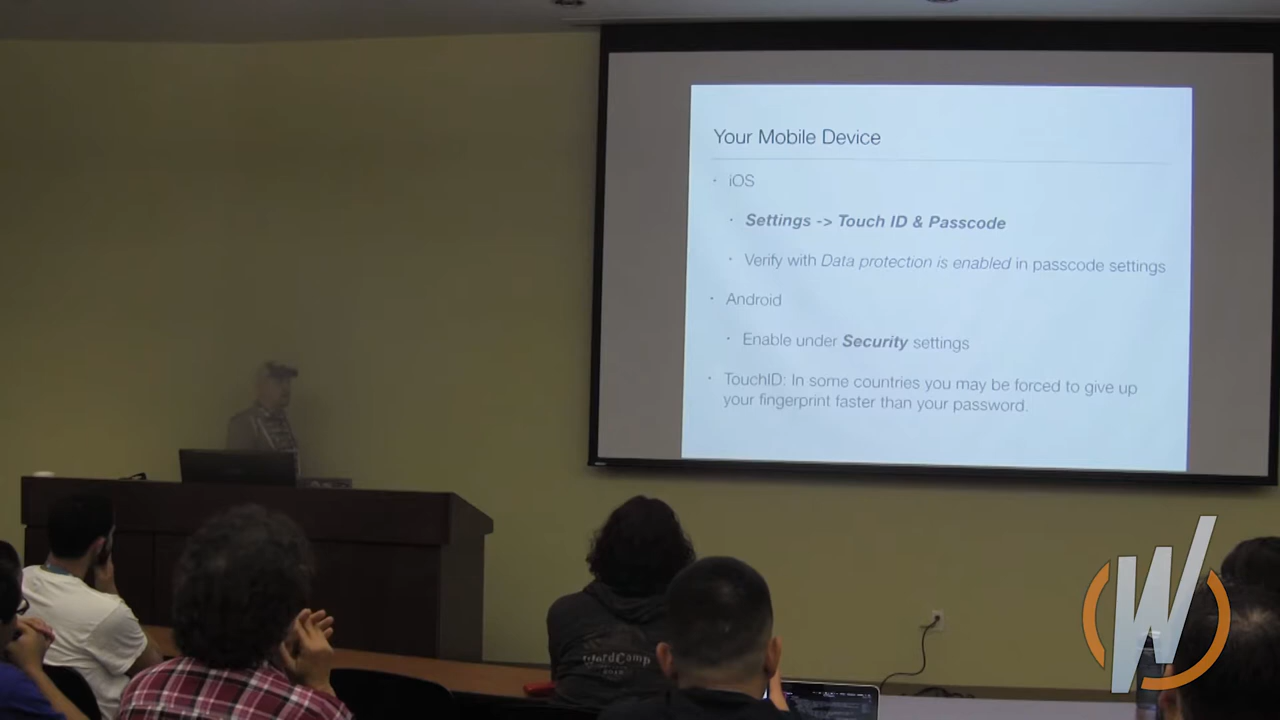 Your Mobile Device
• iOS
• Settings -> Touch ID & Passcode
• Verify with Data protection is enabled in passcode settings
• Android
• Enable under Security settings
• TouchID: In some countries you may be forced to give up
your fingerprint faster than your password.
WordCamp
W